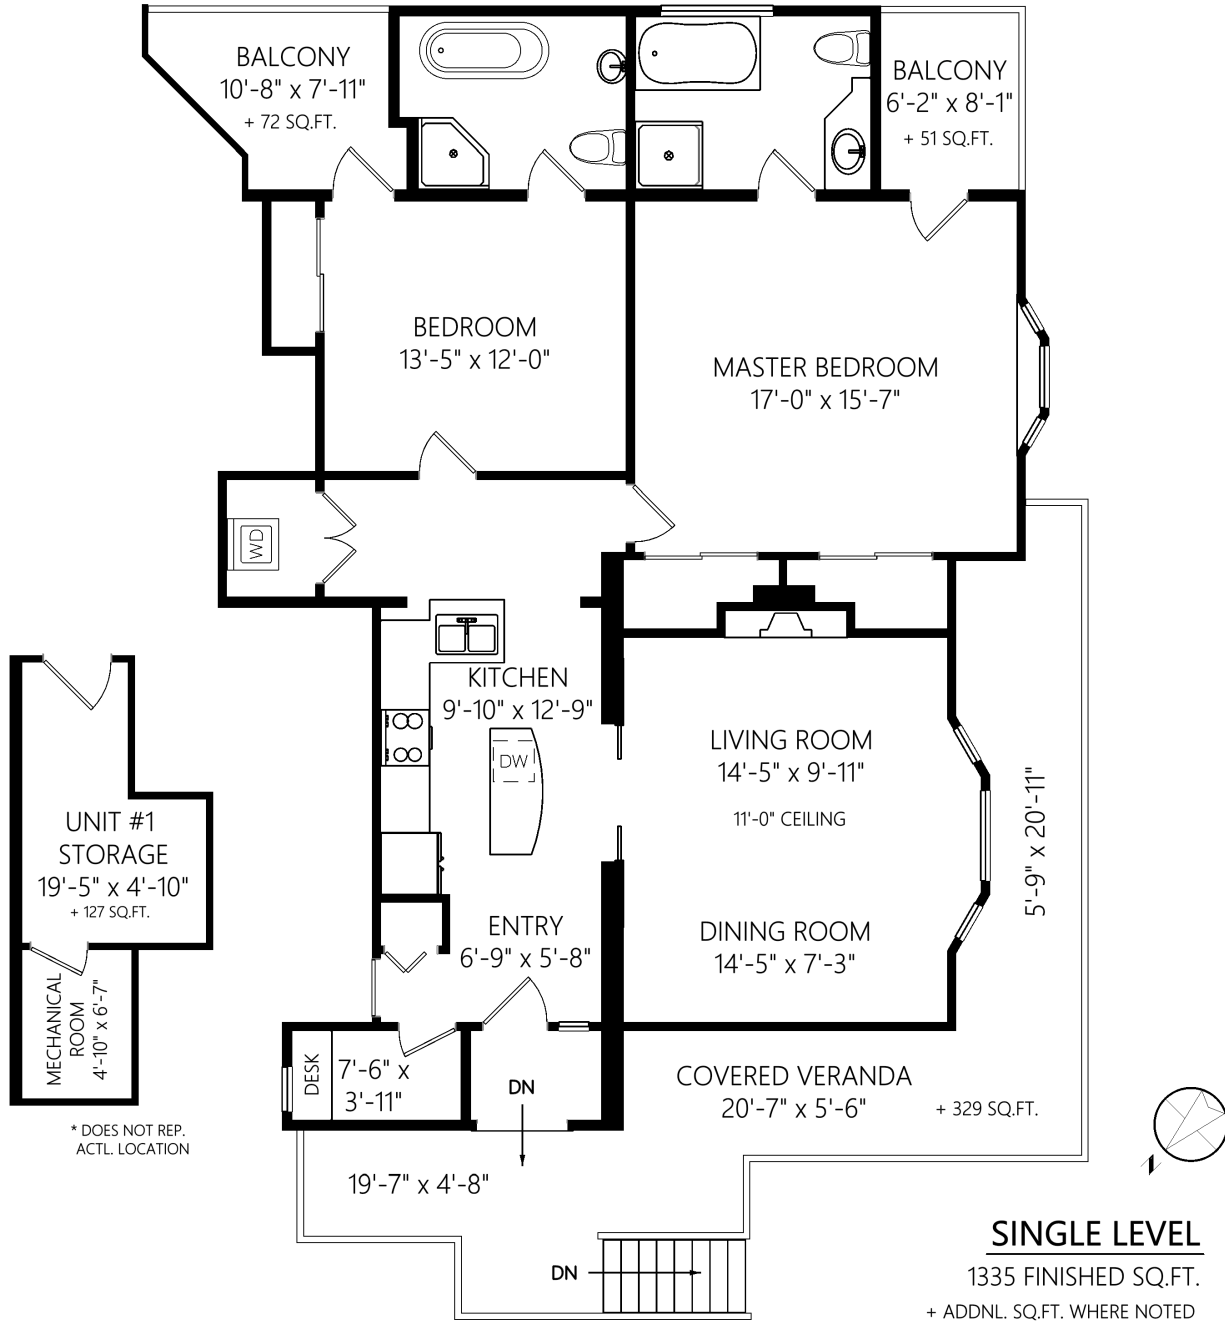 BALCONY
10'-8" x 7'-11"
+ 72 SQ.FT.
BALCONY
6'-2" x 8'-1"
+ 51 SQ.FT.
BEDROOM
13'-5" x 12'-0"
MASTER BEDROOM
17'-0" x 15'-7"
WD
KITCHEN
9'-10" x 12'-9"
DW
LIVING ROOM
14'-5" x 9'-11"
11'-0" CEILING
5'-9" x 20'-11"
UNIT #1
STORAGE
19'-5" x 4'-10"
+ 127 SQ.FT.
ENTRY
6'-9" x 5'-8"
DINING ROOM
14'-5" x 7'-3"
MECHANICAL
ROOM
4'-10" x 6'-7"
DESK
7'-6" x
3'-11"
DN
COVERED VERANDA
20'-7" x 5'-6"
+ 329 SQ.FT.
* DOES NOT REP.
ACTL. LOCATION
19'-7" x 4'-8"
N
DN
SINGLE LEVEL
1335 FINISHED SQ.FT.
+ ADDNL. SQ.FT. WHERE NOTED